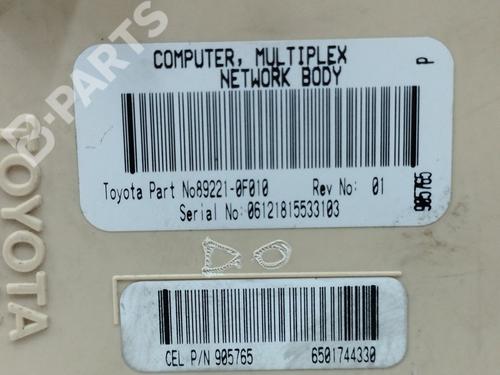 COMPUTER, MULTIPLEX
NETWORK BODY
P
Toyota Part No89221-0F010 Rev No: 01
Serial No:06121815533103
905765
TOYOTA
CEL P/N 905765 6501744330
B-PARTS